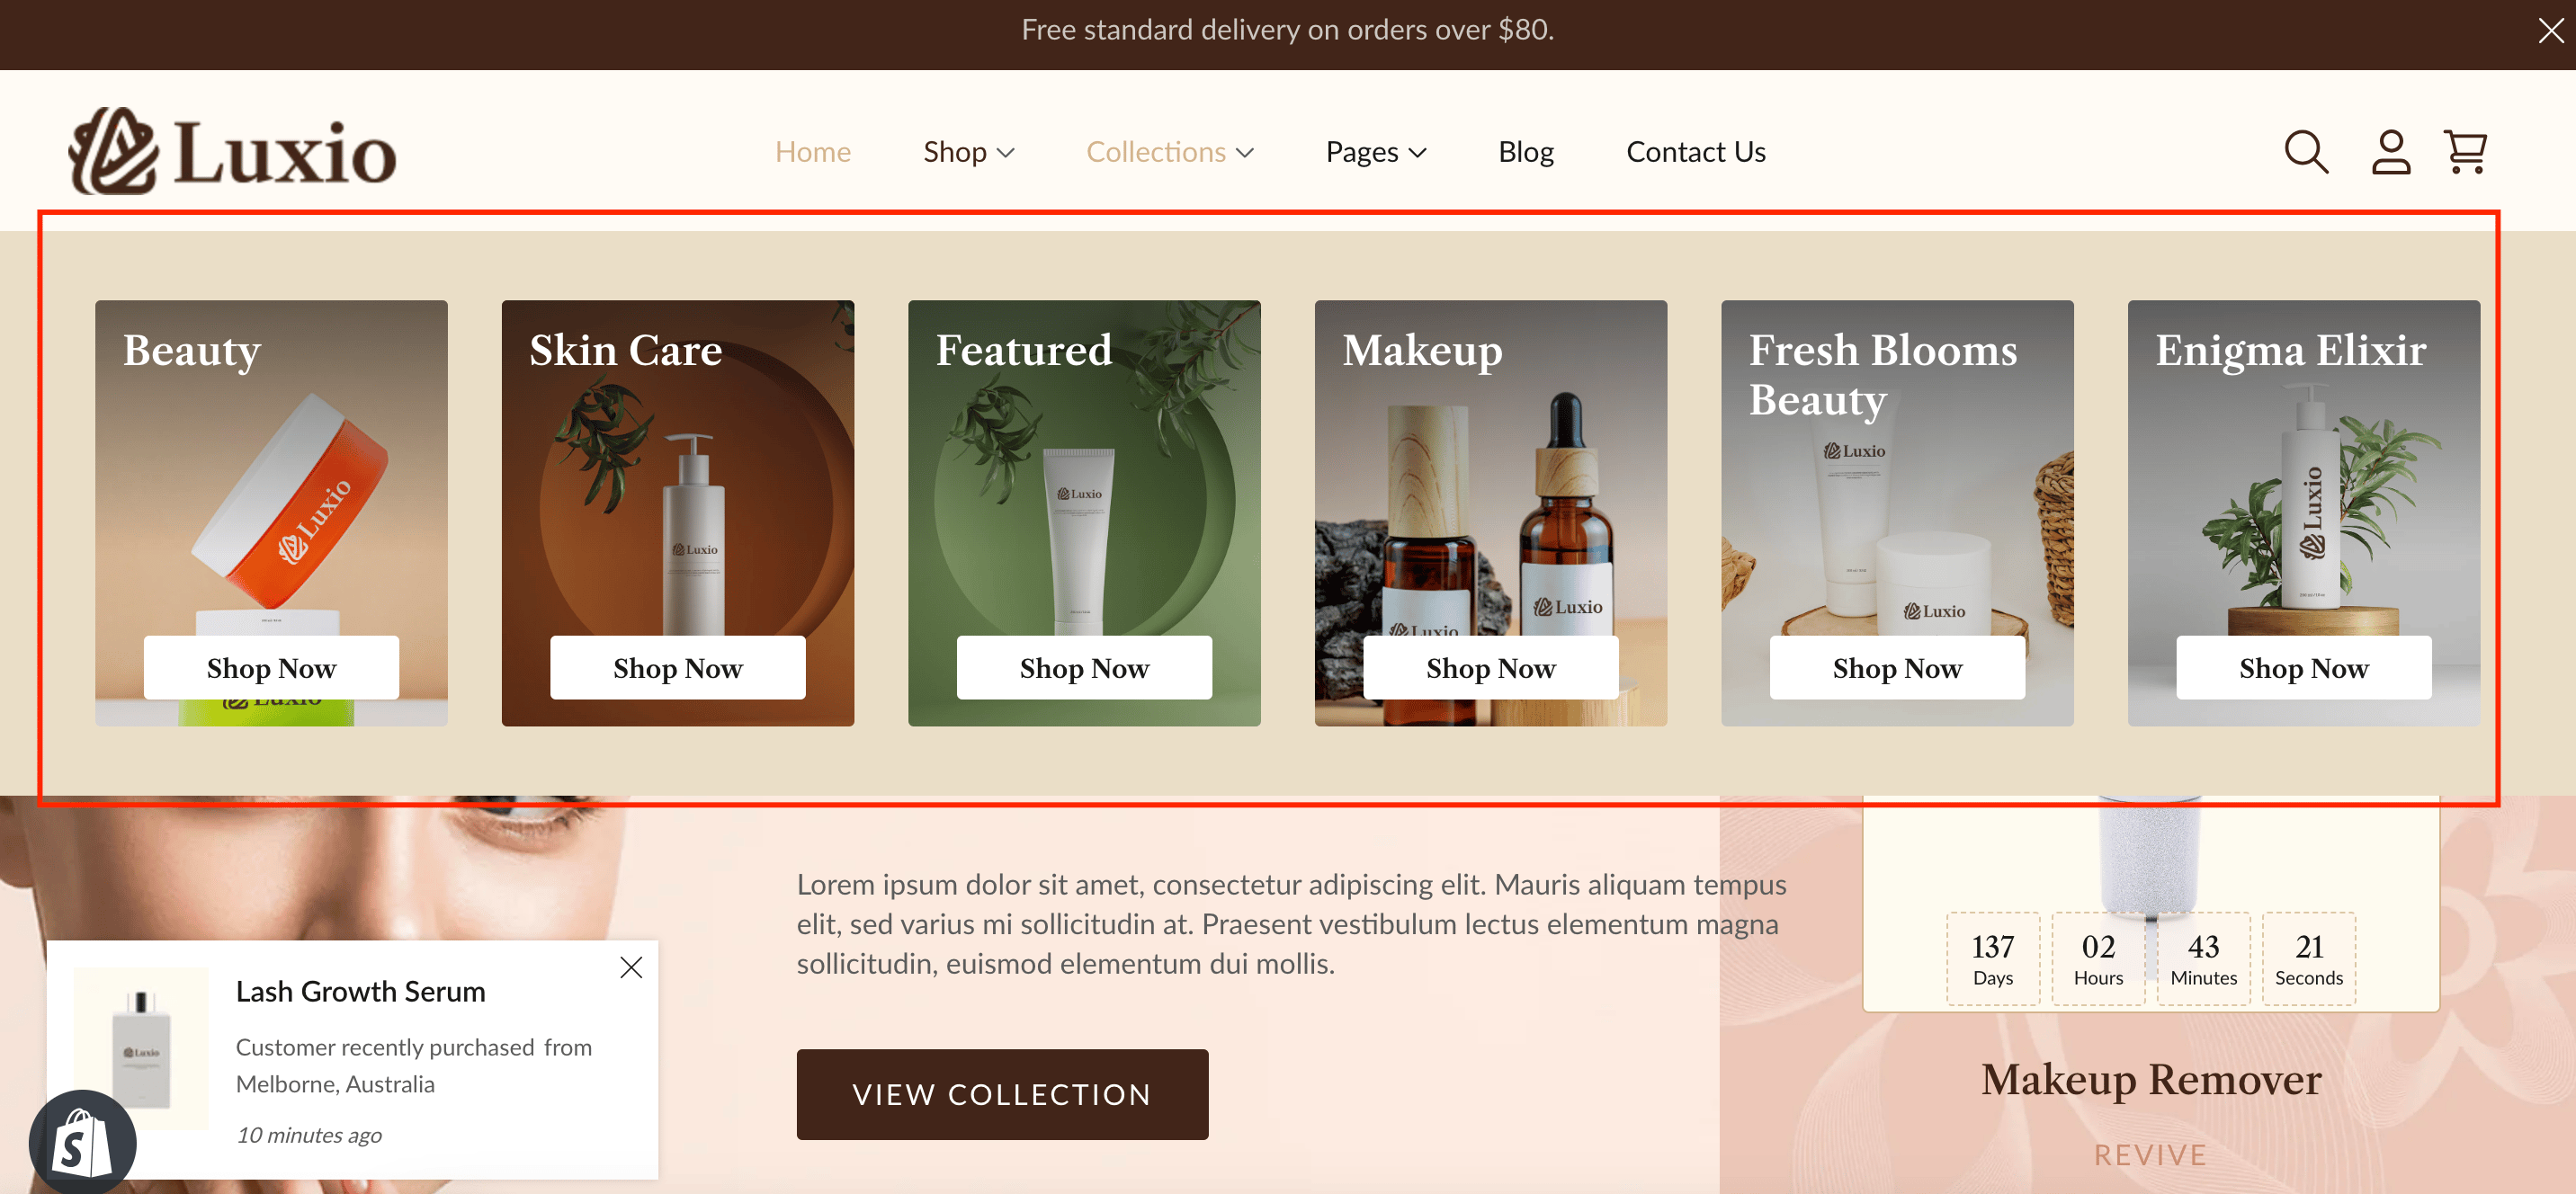 Free standard delivery on orders over $80.
Luxio
Home Shop Collections Pages Blog Contact Us
Beauty
Luxio
Luxio
Shop Now
Skin Care
Luxio
Shop Now
Featured
Luxio
Shop Now
Makeup
Luxio
Luxio
Shop Now
Fresh Blooms
Beauty
Luxio
Luxio
Shop Now
Enigma Elixir
Luxio
Shop Now
Lorem ipsum dolor sit amet, consectetur adipiscing elit. Mauris aliquam tempus
elit, sed varius mi sollicitudin at. Praesent vestibulum lectus elementum magna
sollicitudin, euismod elementum dui mollis.
VIEW COLLECTION
137 02 43 21
Days Hours Minutes Seconds
Makeup Remover
REVIVE
Luxio
Lash Growth Serum
Customer recently purchased from
Melborne, Australia
10 minutes ago